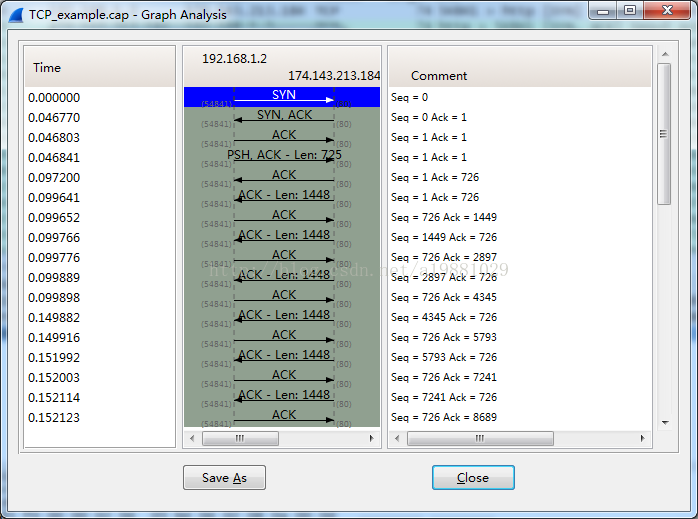 TCP_example.cap - Graph Analysis
Time 192.168.1.2 174.143.213.184 Comment
0.000000 SYN (54841) (80) Seq = 0
0.046770 SYN, ACK (54841) (80) Seq = 0 Ack = 1
0.046803 ACK (54841) (80) Seq = 1 Ack = 1
0.046841 PSH, ACK - Len: 725 (54841) (80) Seq = 1 Ack = 1
0.097200 ACK (54841) (80) Seq = 1 Ack = 726
0.099641 ACK - Len: 1448 (54841) (80) Seq = 1 Ack = 726
0.099652 ACK (54841) (80) Seq = 726 Ack = 1449
0.099766 ACK - Len: 1448 (54841) (80) Seq = 1449 Ack = 726
0.099776 ACK (54841) (80) Seq = 726 Ack = 2897
0.099889 ACK - Len: 1448 (54841) (80) Seq = 2897 Ack = 726
0.099898 ACK (54841) (80) Seq = 726 Ack = 4345
0.149882 ACK - Len: 1448 (54841) (80) Seq = 4345 Ack = 726
0.149916 ACK (54841) (80) Seq = 726 Ack = 5793
0.151992 ACK - Len: 1448 (54841) (80) Seq = 5793 Ack = 726
0.152003 ACK (54841) (80) Seq = 726 Ack = 7241
0.152114 ACK - Len: 1448 (54841) (80) Seq = 7241 Ack = 726
0.152123 ACK (54841) (80) Seq = 726 Ack = 8689
Save As Close